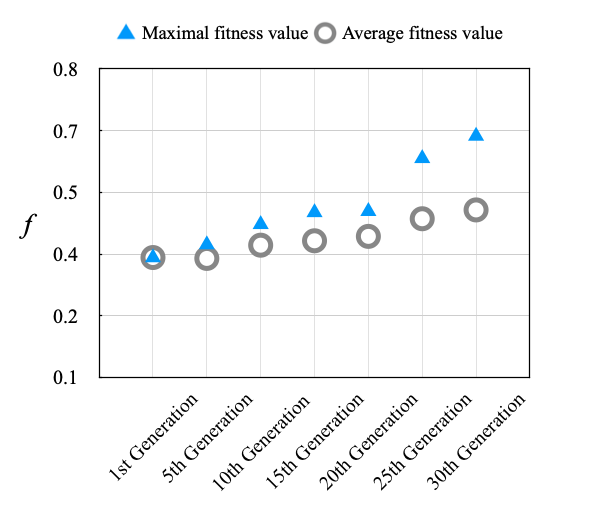 Maximal fitness value Average fitness value
0.8
0.7
0.5
0.4
0.2
0.1
f
1st Generation
5th Generation
10th Generation
15th Generation
20th Generation
25th Generation
30th Generation